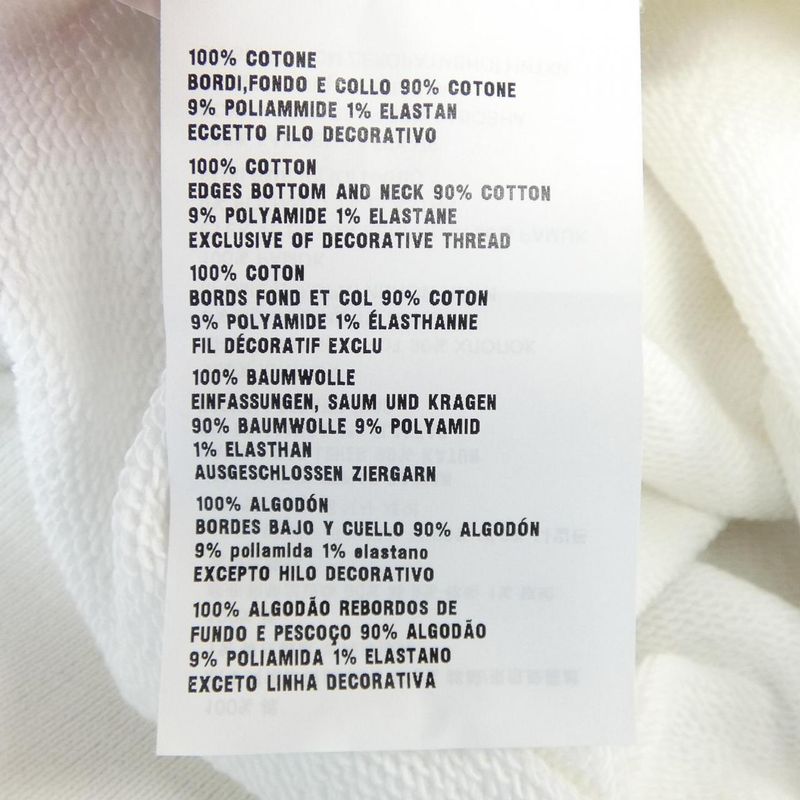 100% COTONE
BORDI,FONDO E COLLO 90% COTONE
9% POLIAMMIDE 1% ELASTAN
ECCETTO FILO DECORATIVO
100% COTTON
EDGES BOTTOM AND NECK 90% COTTON
9% POLYAMIDE 1% ELASTANE
EXCLUSIVE OF DECORATIVE THREAD
100% COTON
BORDS FOND ET COL 90% COTON
9% POLYAMIDE 1% ÉLASTHANNE
FIL DÉCORATIF EXCLU
100% BAUMWOLLE
EINFASSUNGEN, SAUM UND KRAGEN
90% BAUMWOLLE 9% POLYAMID
1% ELASTHAN
AUSGESCHLOSSEN ZIERGARN
100% ALGODÓN
BORDES BAJO Y CUELLO 90% ALGODÓN
9% poliamida 1% elastano
EXCEPTO HILO DECORATIVO
100% ALGODÃO REBORDOS DE
FUNDO E PESCOÇO 90% ALGODÃO
9% POLIAMIDA 1% ELASTANO
EXCETO LINHA DECORATIVA